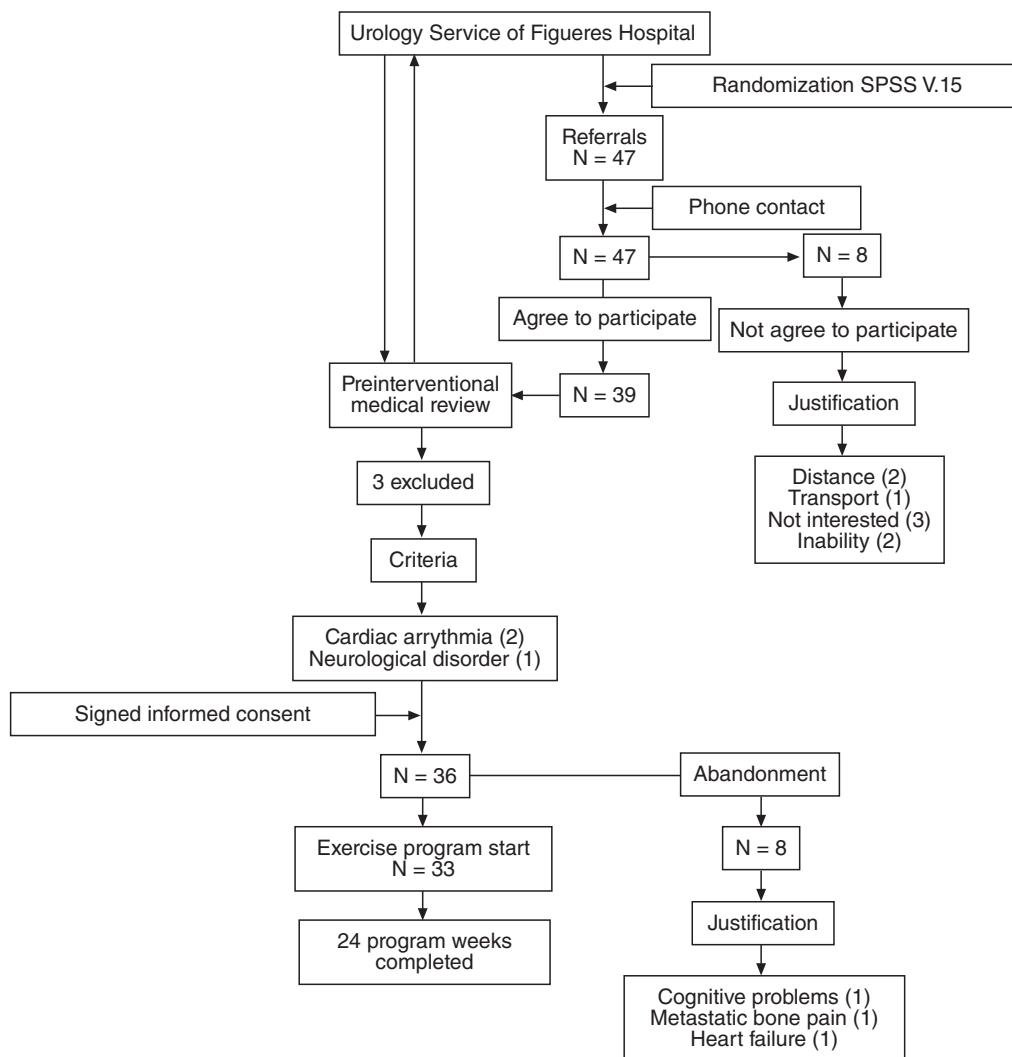 Urology Service of Figueres Hospital
Randomization SPSS V.15
Referrals
N = 47
Phone contact
N = 47
N = 8
Agree to participate
Not agree to participate
Preinterventional
medical review
N = 39
Justification
3 excluded
Distance (2)
Transport (1)
Not interested (3)
Inability (2)
Criteria
Cardiac arrythmia (2)
Neurological disorder (1)
Signed informed consent
N = 36
Abandonment
Exercise program start
N = 33
N = 8
24 program weeks
completed
Justification
Cognitive problems (1)
Metastatic bone pain (1)
Heart failure (1)